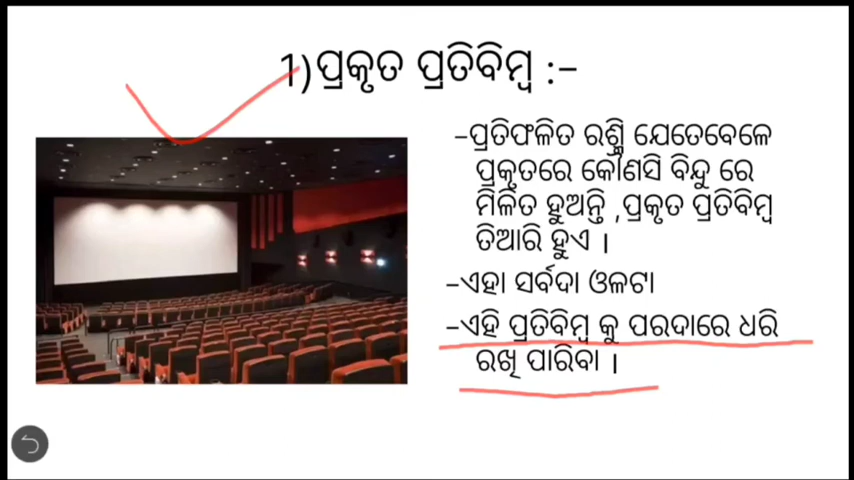 1)ପ୍ରକୃତ ପ୍ରତିବିମ୍ବ :-
-ପ୍ରତିଫଳିତ ରଶ୍ମି ଯେତେବେଳେ
ପ୍ରକୃତରେ କୌଣସି ବିନ୍ଦୁ ରେ
ମିଳିତ ହୁଅନ୍ତି ,ପ୍ରକୃତ ପ୍ରତିବିମ୍ବ
ତିଆରି ହୁଏ ।
-ଏହା ସର୍ବଦା ଓଲଟା
-ଏହି ପ୍ରତିବିମ୍ବ କୁ ପରଦାରେ ଧରି
ରଖି ପାରିବା ।